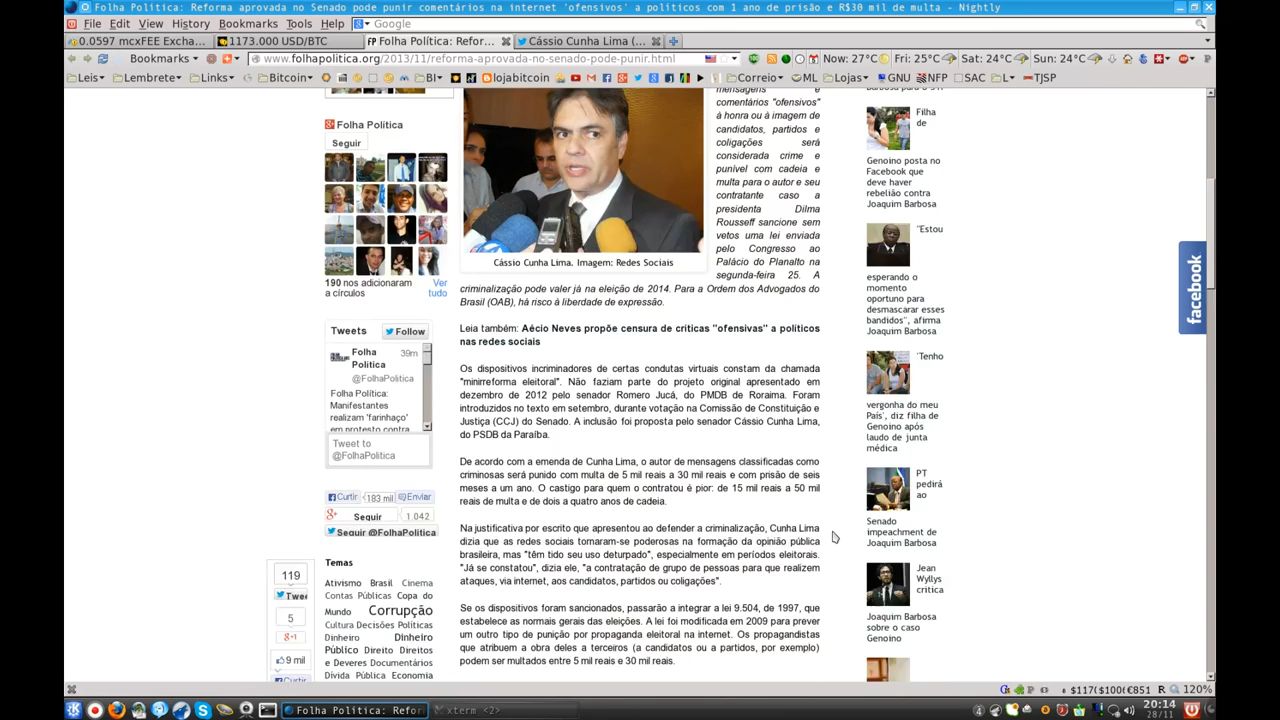 Folha Política: Reforma aprovada no Senado pode punir comentários na internet 'ofensivos' a políticos com 1 ano de prisão e R$30 mil de multa - Nightly
File Edit View History Bookmarks Tools Help Google
0.0597 mcxFEE Excha... 1173.000 USD/BTC Folha Política: Refor... Cássio Cunha Lima (...
Bookmarks www.folhapolitica.org/2013/11/reforma-aprovada-no-senado-pode-punir.html Now: 27°C Fri: 25°C Sat: 24°C Sun: 24°C
Leis Lembrete Links Bitcoin BI lojabitcoin Correio ML Lojas GNU NFP SAC L TJSP
mensagens e
comentários "ofensivos"
à honra ou à imagem de
candidatos, partidos e
coligações será
considerada crime e
punível com cadeia e
multa para o autor e seu
contratante caso a
presidenta Dilma
Rousseff sancione sem
vetos uma lei enviada
pelo Congresso ao
Palácio do Planalto na
segunda-feira 25. A
Cássio Cunha Lima. Imagem: Redes Sociais
criminalização pode valer já na eleição de 2014. Para a Ordem dos Advogados do
Brasil (OAB), há risco à liberdade de expressão.
Leia também: Aécio Neves propõe censura de críticas "ofensivas" a políticos
nas redes sociais
Os dispositivos incriminadores de certas condutas virtuais constam da chamada
"minirreforma eleitoral". Não faziam parte do projeto original apresentado em
dezembro de 2012 pelo senador Romero Jucá, do PMDB de Roraima. Foram
introduzidos no texto em setembro, durante votação na Comissão de Constituição e
Justiça (CCJ) do Senado. A inclusão foi proposta pelo senador Cássio Cunha Lima,
do PSDB da Paraíba.
De acordo com a emenda de Cunha Lima, o autor de mensagens classificadas como
criminosas será punido com multa de 5 mil reais a 30 mil reais e com prisão de seis
meses a um ano. O castigo para quem o contratou é pior: de 15 mil reais a 50 mil
reais de multa e de dois a quatro anos de cadeia.
Na justificativa por escrito que apresentou ao defender a criminalização, Cunha Lima
dizia que as redes sociais tornaram-se poderosas na formação da opinião pública
brasileira, mas "têm tido seu uso deturpado", especialmente em períodos eleitorais.
"Já se constatou", dizia ele, "a contratação de grupo de pessoas para que realizem
ataques, via internet, aos candidatos, partidos ou coligações".
Se os dispositivos foram sancionados, passarão a integrar a lei 9.504, de 1997, que
estabelece as normais gerais das eleições. A lei foi modificada em 2009 para prever
um outro tipo de punição por propaganda eleitoral na internet. Os propagandistas
que atribuem a obra deles a terceiros (a candidatos ou a partidos, por exemplo)
podem ser multados entre 5 mil reais e 30 mil reais.
Folha Política
Seguir
190 nos adicionaram Ver
a círculos tudo
Tweets Follow
Folha 39m
Política
@FolhaPolitica
Folha Política:
Manifestantes
realizam 'farinhaço'
em protesto contra
Tweet to
@FolhaPolitica
Curtir 183 mil Enviar
Seguir 1.042
Seguir @FolhaPolitica
Temas
Ativismo Brasil Cinema
Contas Públicas Copa do
Mundo Corrupção
Cultura Decisões Políticas
Dinheiro Dinheiro
Público Direito Direitos
e Deveres Documentários
Dívida Pública Economia
119
Twee
5
+1
9 mil
Curtir
Filha
de
Genoino posta no
Facebook que
deve haver
rebelião contra
Joaquim Barbosa
"Estou
esperando o
momento
oportuno para
desmascarar esses
bandidos", afirma
Joaquim Barbosa
'Tenho
vergonha do meu
País', diz filha de
Genoino após
laudo de junta
médica
PT
pedirá
ao
Senado
impeachment de
Joaquim Barbosa
Jean
Wyllys
critica
Joaquim Barbosa
sobre o caso
Genoino
facebook
120%
Folha Política: Refor xterm <2> 20:14
28/11